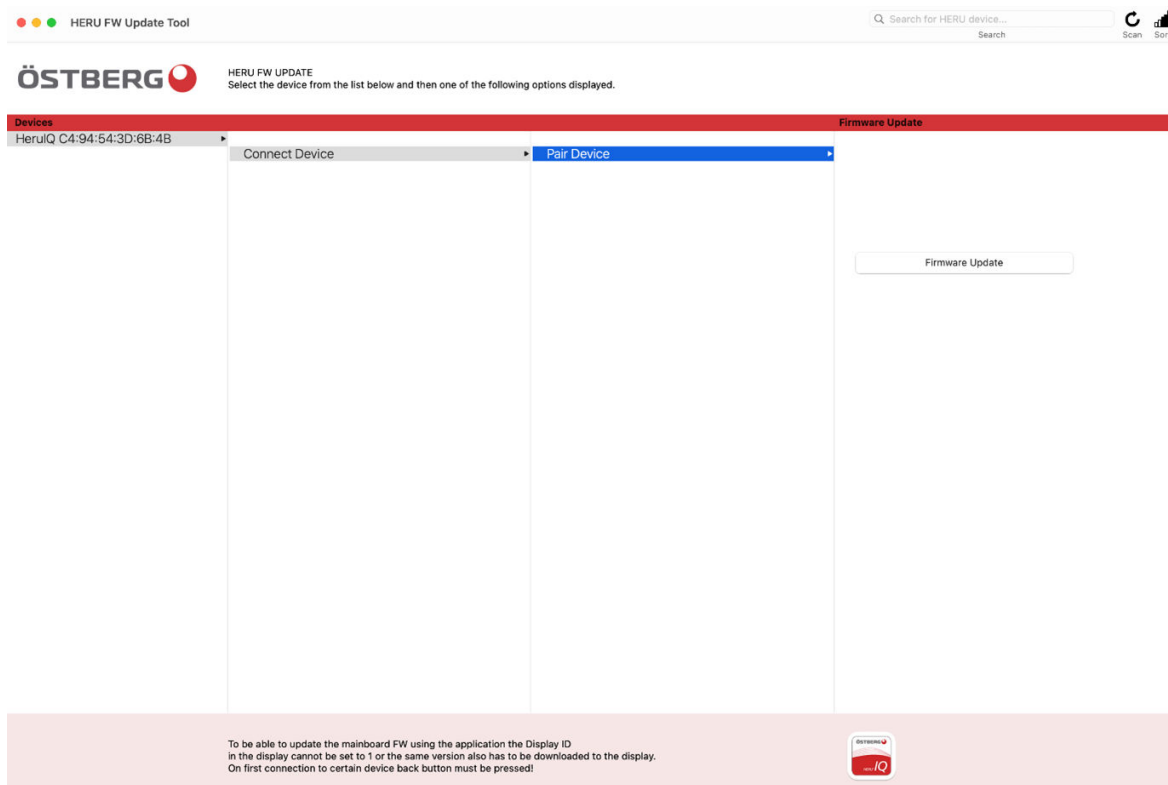 HERU FW Update Tool
Search for HERU device...
Search
Scan
ÖSTBERG
HERU FW UPDATE
Select the device from the list below and then one of the following options displayed.
Devices
Firmware Update
HeruIQ C4:94:54:3D:6B:4B
Connect Device
Pair Device
Firmware Update
To be able to update the mainboard FW using the application the Display ID
in the display cannot be set to 1 or the same version also has to be downloaded to the display.
On first connection to certain device back button must be pressed!
ÖSTBERG
HERU IQ